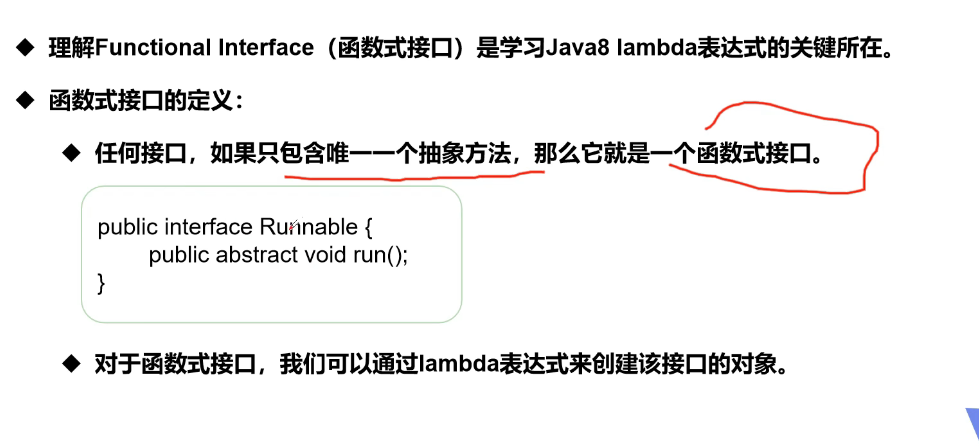 理解Functional Interface（函数式接口）是学习Java8 lambda表达式的关键所在。
函数式接口的定义：
任何接口，如果只包含唯一一个抽象方法，那么它就是一个函数式接口。
public interface Runnable {
public abstract void run();
}
对于函数式接口，我们可以通过lambda表达式来创建该接口的对象。